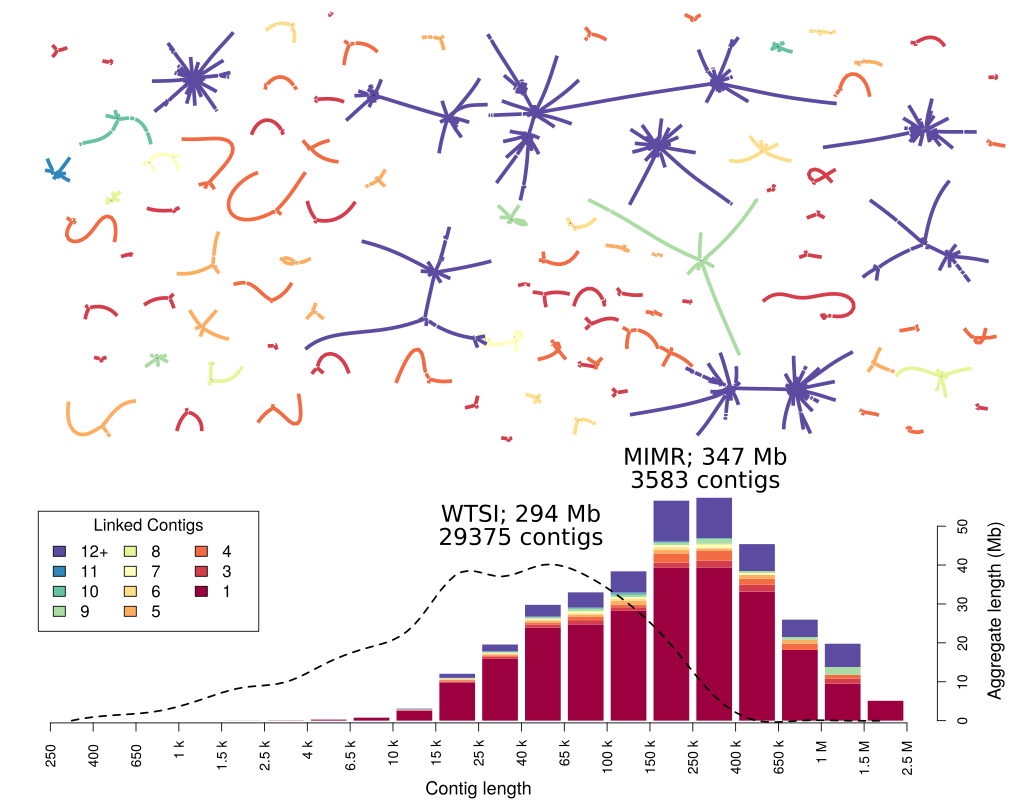 MIMR; 347 Mb
3583 contigs
WTSI; 294 Mb
29375 contigs
Linked Contigs
12+ 8 4
11 7 3
10 6 1
9 5
50
40
30
20
10
0
Aggregate length (Mb)
250 400 650 1 k 1.5 k 2.5 k 4 k 6.5 k 10 k 15 k 25 k 40 k 65 k 100 k 150 k 250 k 400 k 650 k 1 M 1.5 M 2.5 M
Contig length